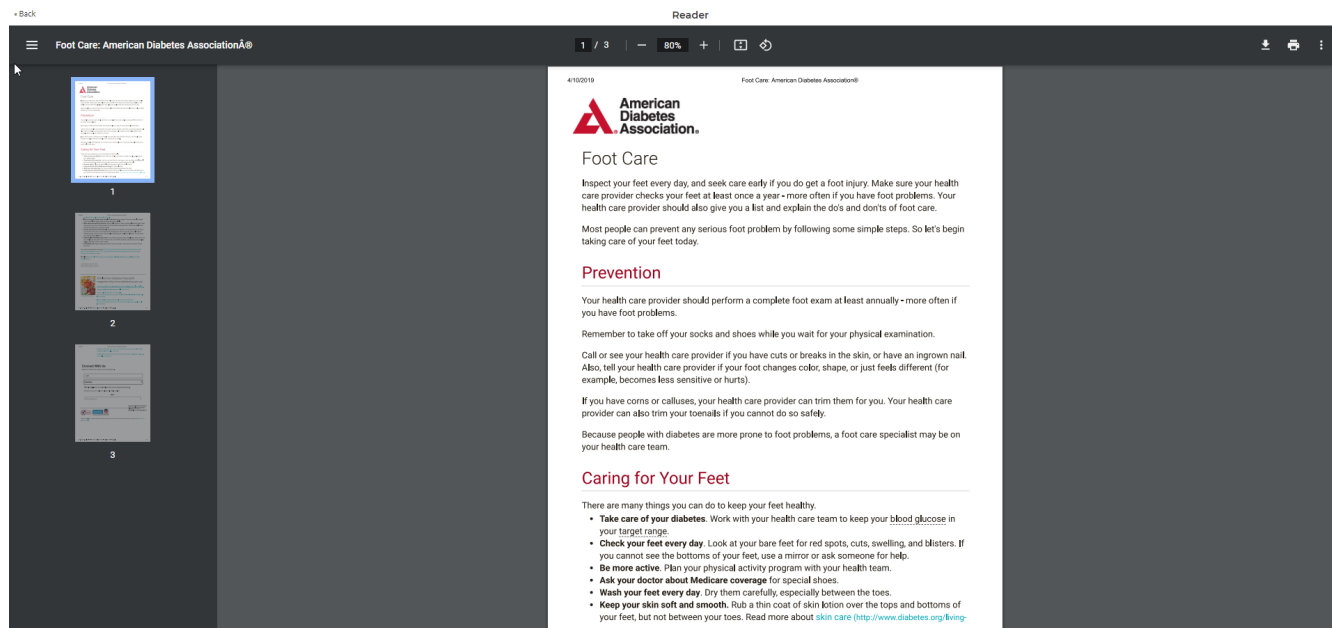 Back
Reader
Foot Care: American Diabetes AssociationÂ®
1 / 3
80%
1
2
3
4/10/2019
Foot Care: American Diabetes Association®
American
Diabetes
Association®
Foot Care
Inspect your feet every day, and seek care early if you do get a foot injury. Make sure your health
care provider checks your feet at least once a year - more often if you have foot problems. Your
health care provider should also give you a list and explain the do's and don'ts of foot care.
Most people can prevent any serious foot problem by following some simple steps. So let's begin
taking care of your feet today.
Prevention
Your health care provider should perform a complete foot exam at least annually - more often if
you have foot problems.
Remember to take off your socks and shoes while you wait for your physical examination.
Call or see your health care provider if you have cuts or breaks in the skin, or have an ingrown nail.
Also, tell your health care provider if your foot changes color, shape, or just feels different (for
example, becomes less sensitive or hurts).
If you have corns or calluses, your health care provider can trim them for you. Your health care
provider can also trim your toenails if you cannot do so safely.
Because people with diabetes are more prone to foot problems, a foot care specialist may be on
your health care team.
Caring for Your Feet
There are many things you can do to keep your feet healthy.
• Take care of your diabetes. Work with your health care team to keep your blood glucose in
your target range.
• Check your feet every day. Look at your bare feet for red spots, cuts, swelling, and blisters. If
you cannot see the bottoms of your feet, use a mirror or ask someone for help.
• Be more active. Plan your physical activity program with your health team.
• Ask your doctor about Medicare coverage for special shoes.
• Wash your feet every day. Dry them carefully, especially between the toes.
• Keep your skin soft and smooth. Rub a thin coat of skin lotion over the tops and bottoms of
your feet, but not between your toes. Read more about skin care (http://www.diabetes.org/living-